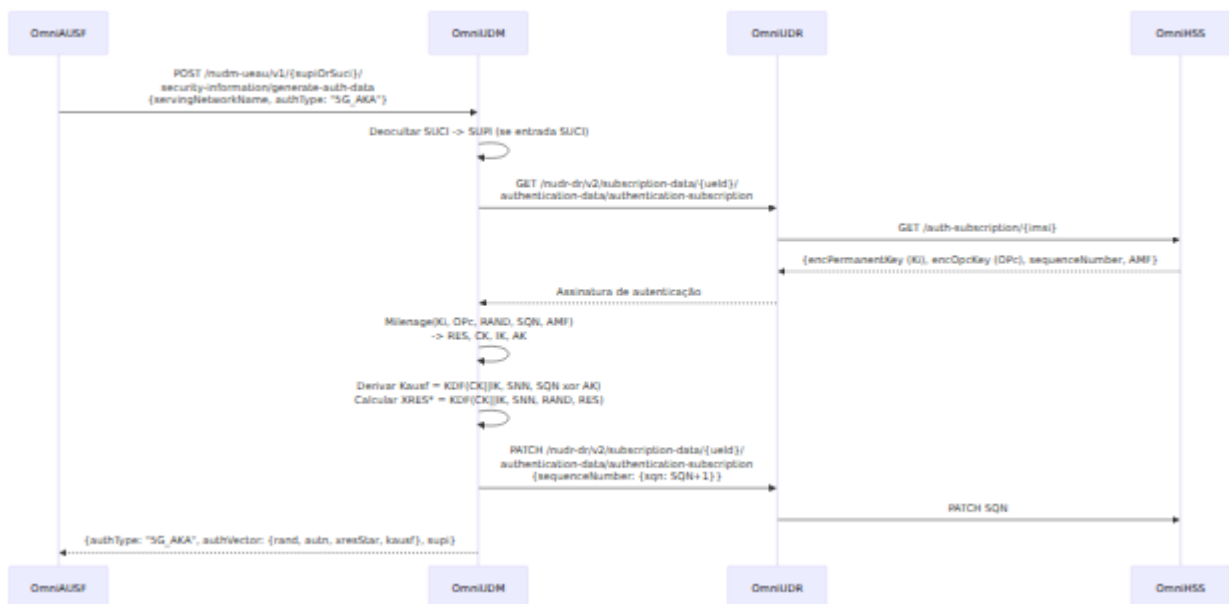 OmniAUSF
OmniUDM
OmniUDR
OmniHSS
POST /nudm-ueau/v1/{supiOrSuci}/
security-information/generate-auth-data
{servingNetworkName, authType: "5G_AKA"}
Deocultar SUCI -> SUPI (se entrada SUCI)
GET /nudr-dr/v2/subscription-data/{ueId}/
authentication-data/authentication-subscription
GET /auth-subscription/{imsi}
{encPermanentKey (Ki), encOpcKey (OPc), sequenceNumber, AMF}
Assinatura de autenticação
Milenage(Ki, OPc, RAND, SQN, AMF)
-> RES, CK, IK, AK
Derivar Kausf = KDF(CK||IK, SNN, SQN xor AK)
Calcular XRES* = KDF(CK||IK, SNN, RAND, RES)
PATCH /nudr-dr/v2/subscription-data/{ueId}/
authentication-data/authentication-subscription
{sequenceNumber: {sqn: SQN+1}}
PATCH SQN
{authType: "5G_AKA", authVector: {rand, autn, xresStar, kausf}, supi}
OmniAUSF
OmniUDM
OmniUDR
OmniHSS